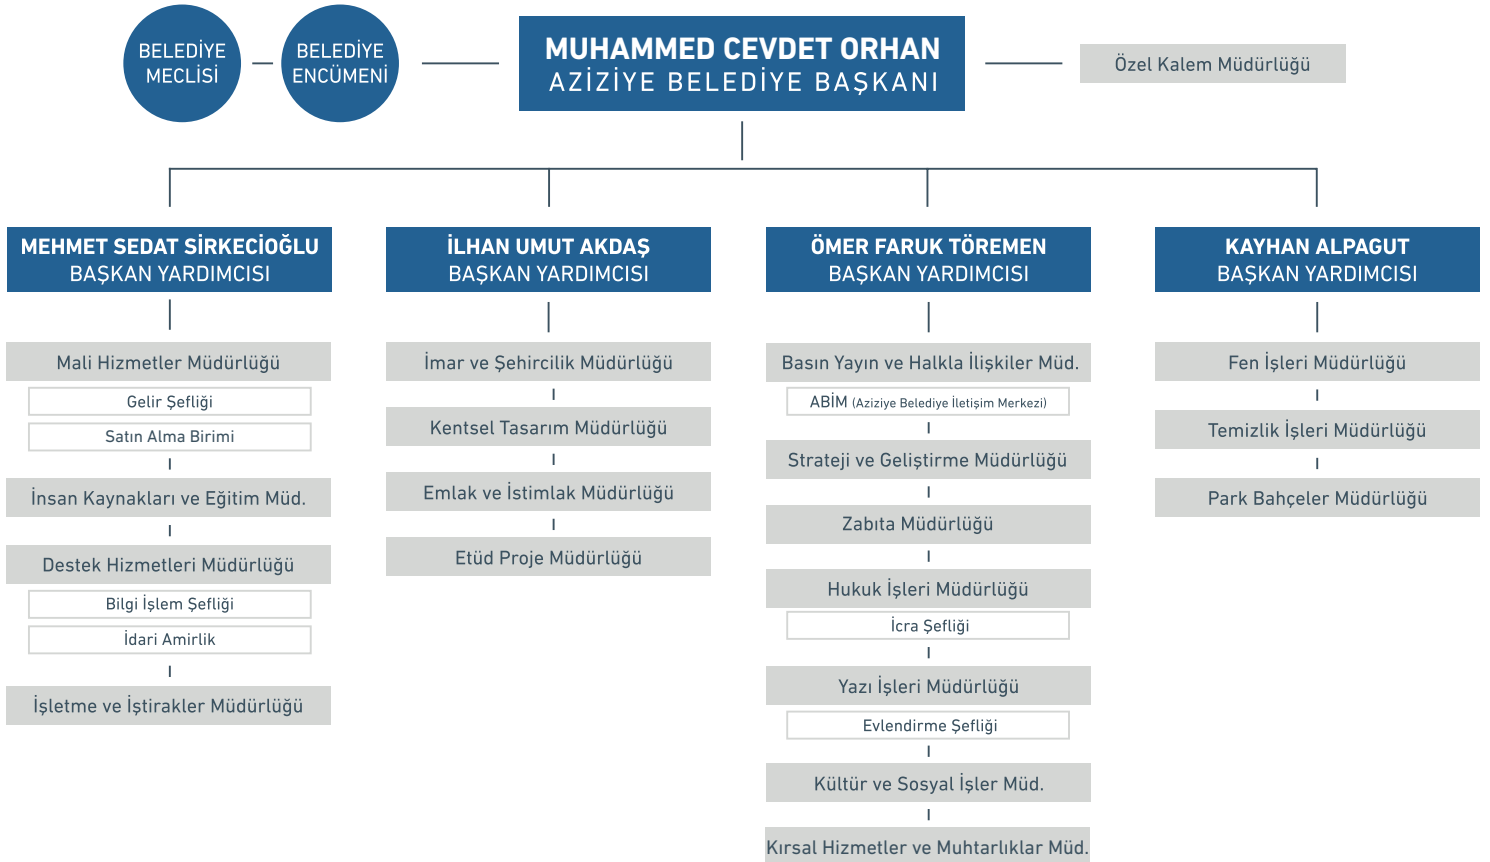 BELEDİYE
MECLİSİ
BELEDİYE
ENCÜMENİ
MUHAMMED CEVDET ORHAN
AZİZİYE BELEDİYE BAŞKANI
Özel Kalem Müdürlüğü
MEHMET SEDAT SİRKECİOĞLU
BAŞKAN YARDIMCISI
Mali Hizmetler Müdürlüğü
Gelir Şefliği
Satın Alma Birimi
İnsan Kaynakları ve Eğitim Müd.
Destek Hizmetleri Müdürlüğü
Bilgi İşlem Şefliği
İdari Amirlik
İşletme ve İştirakler Müdürlüğü
İLHAN UMUT AKDAŞ
BAŞKAN YARDIMCISI
İmar ve Şehircilik Müdürlüğü
Kentsel Tasarım Müdürlüğü
Emlak ve İstimlak Müdürlüğü
Etüd Proje Müdürlüğü
ÖMER FARUK TÖREMEN
BAŞKAN YARDIMCISI
Basın Yayın ve Halkla İlişkiler Müd.
ABİM (Aziziye Belediye İletişim Merkezi)
Strateji ve Geliştirme Müdürlüğü
Zabıta Müdürlüğü
Hukuk İşleri Müdürlüğü
İcra Şefliği
Yazı İşleri Müdürlüğü
Evlendirme Şefliği
Kültür ve Sosyal İşler Müd.
Kırsal Hizmetler ve Muhtarlıklar Müd.
KAYHAN ALPAGUT
BAŞKAN YARDIMCISI
Fen İşleri Müdürlüğü
Temizlik İşleri Müdürlüğü
Park Bahçeler Müdürlüğü